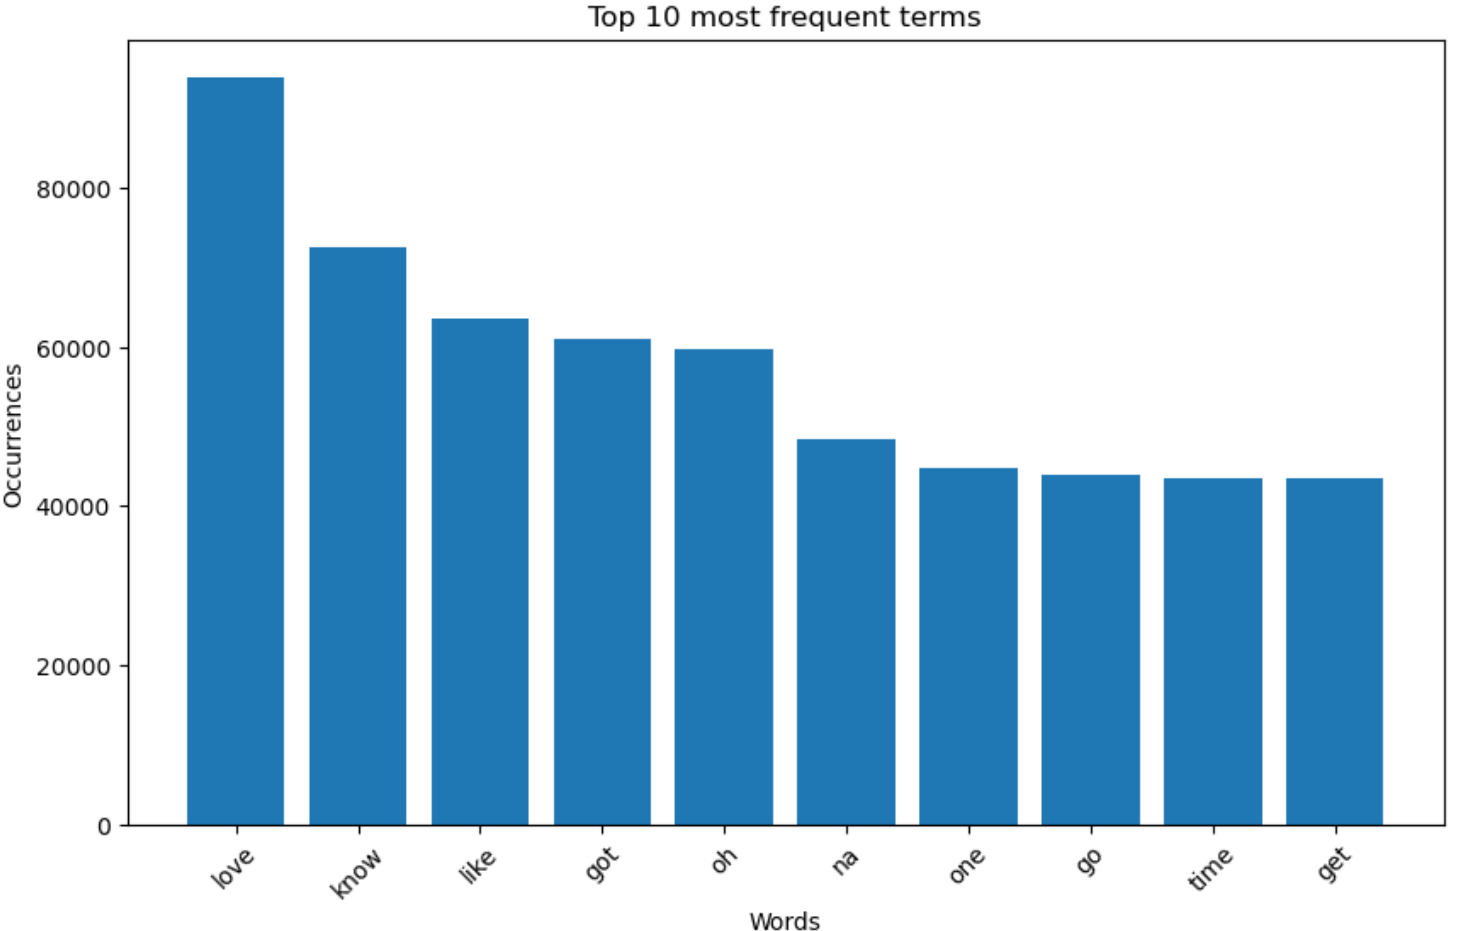 Top 10 most frequent terms
Occurrences
80000
60000
40000
20000
0
love
know
like
got
oh
na
one
go
time
get
Words